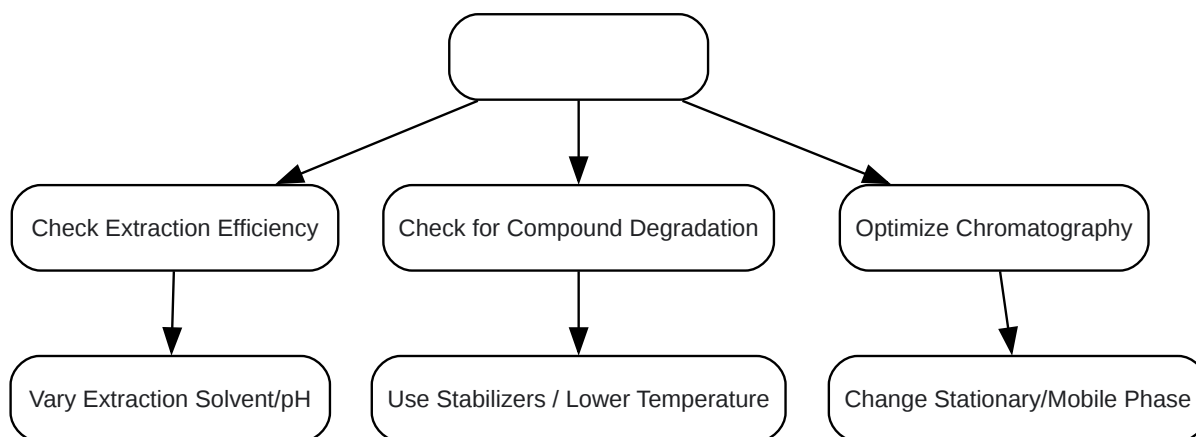 Check Extraction Efficiency
Check for Compound Degradation
Optimize Chromatography
Vary Extraction Solvent/pH
Use Stabilizers / Lower Temperature
Change Stationary/Mobile Phase